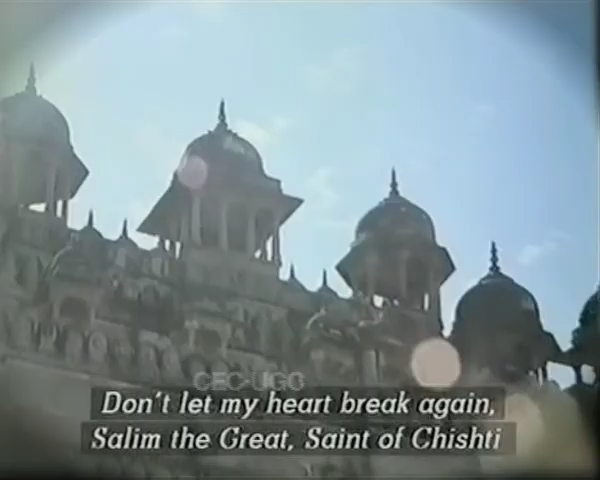 CEC-UGC
Don't let my heart break again,
Salim the Great, Saint of Chishti